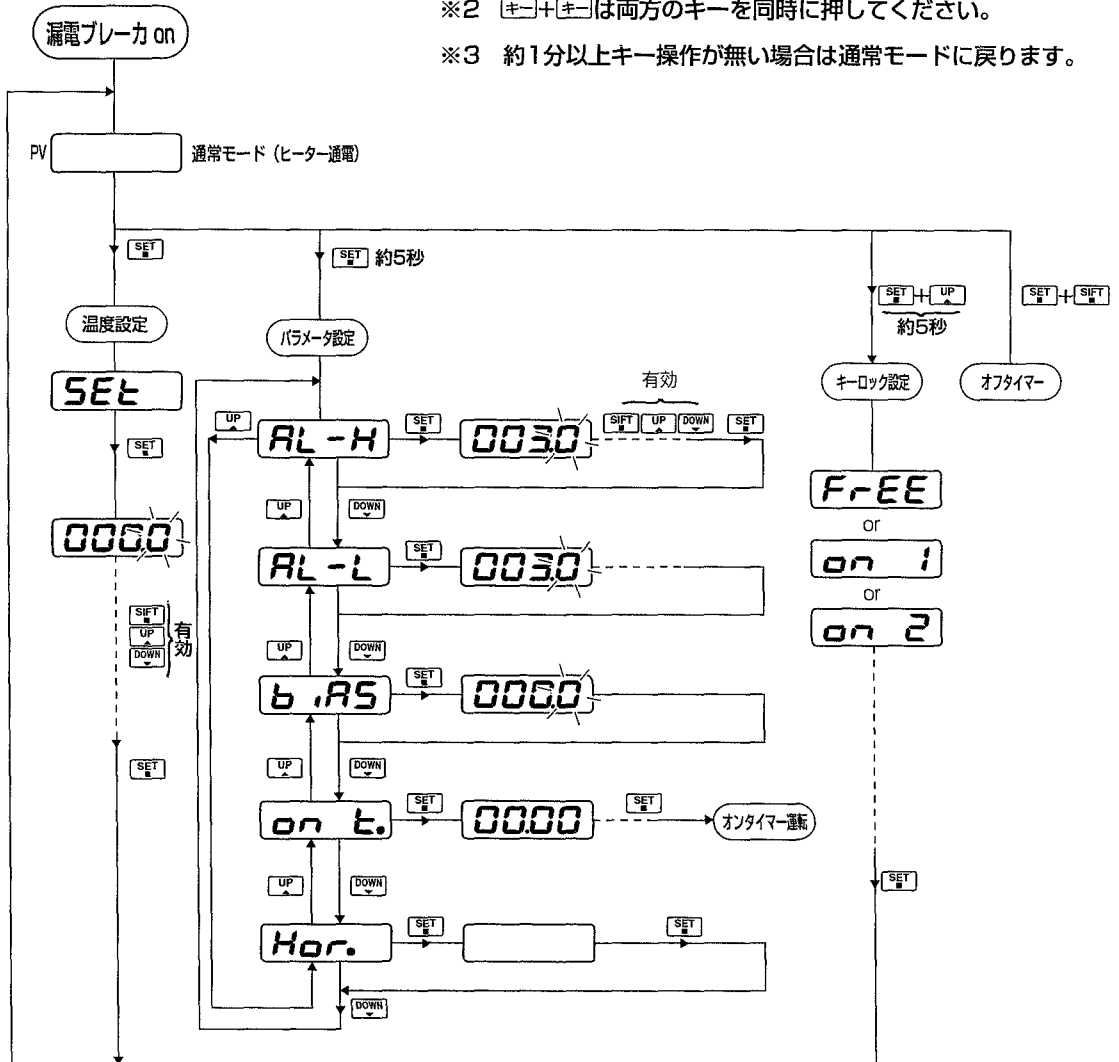 ※2 キー+キーは両方のキーを同時に押してください。
※3 約1分以上キー操作が無い場合は通常モードに戻ります。
漏電ブレーカ on
PV
通常モード（ヒーター通電）
SET
SET 約5秒
SET+UP
約5秒
SET+SIFT
温度設定
パラメータ設定
キーロック設定
オフタイマー
SEt
SET
000.0
SIFT
UP
DOWN
有効
SET
UP
AL-H
SET
003.0
有効
SIFT UP DOWN SET
UP
DOWN
AL-L
SET
003.0
UP
DOWN
biAS
SET
000.0
UP
DOWN
on t.
SET
00.00
SET
オンタイマー運転
UP
DOWN
Hor.
SET
SET
DOWN
FrEE
or
on 1
or
on 2
SET